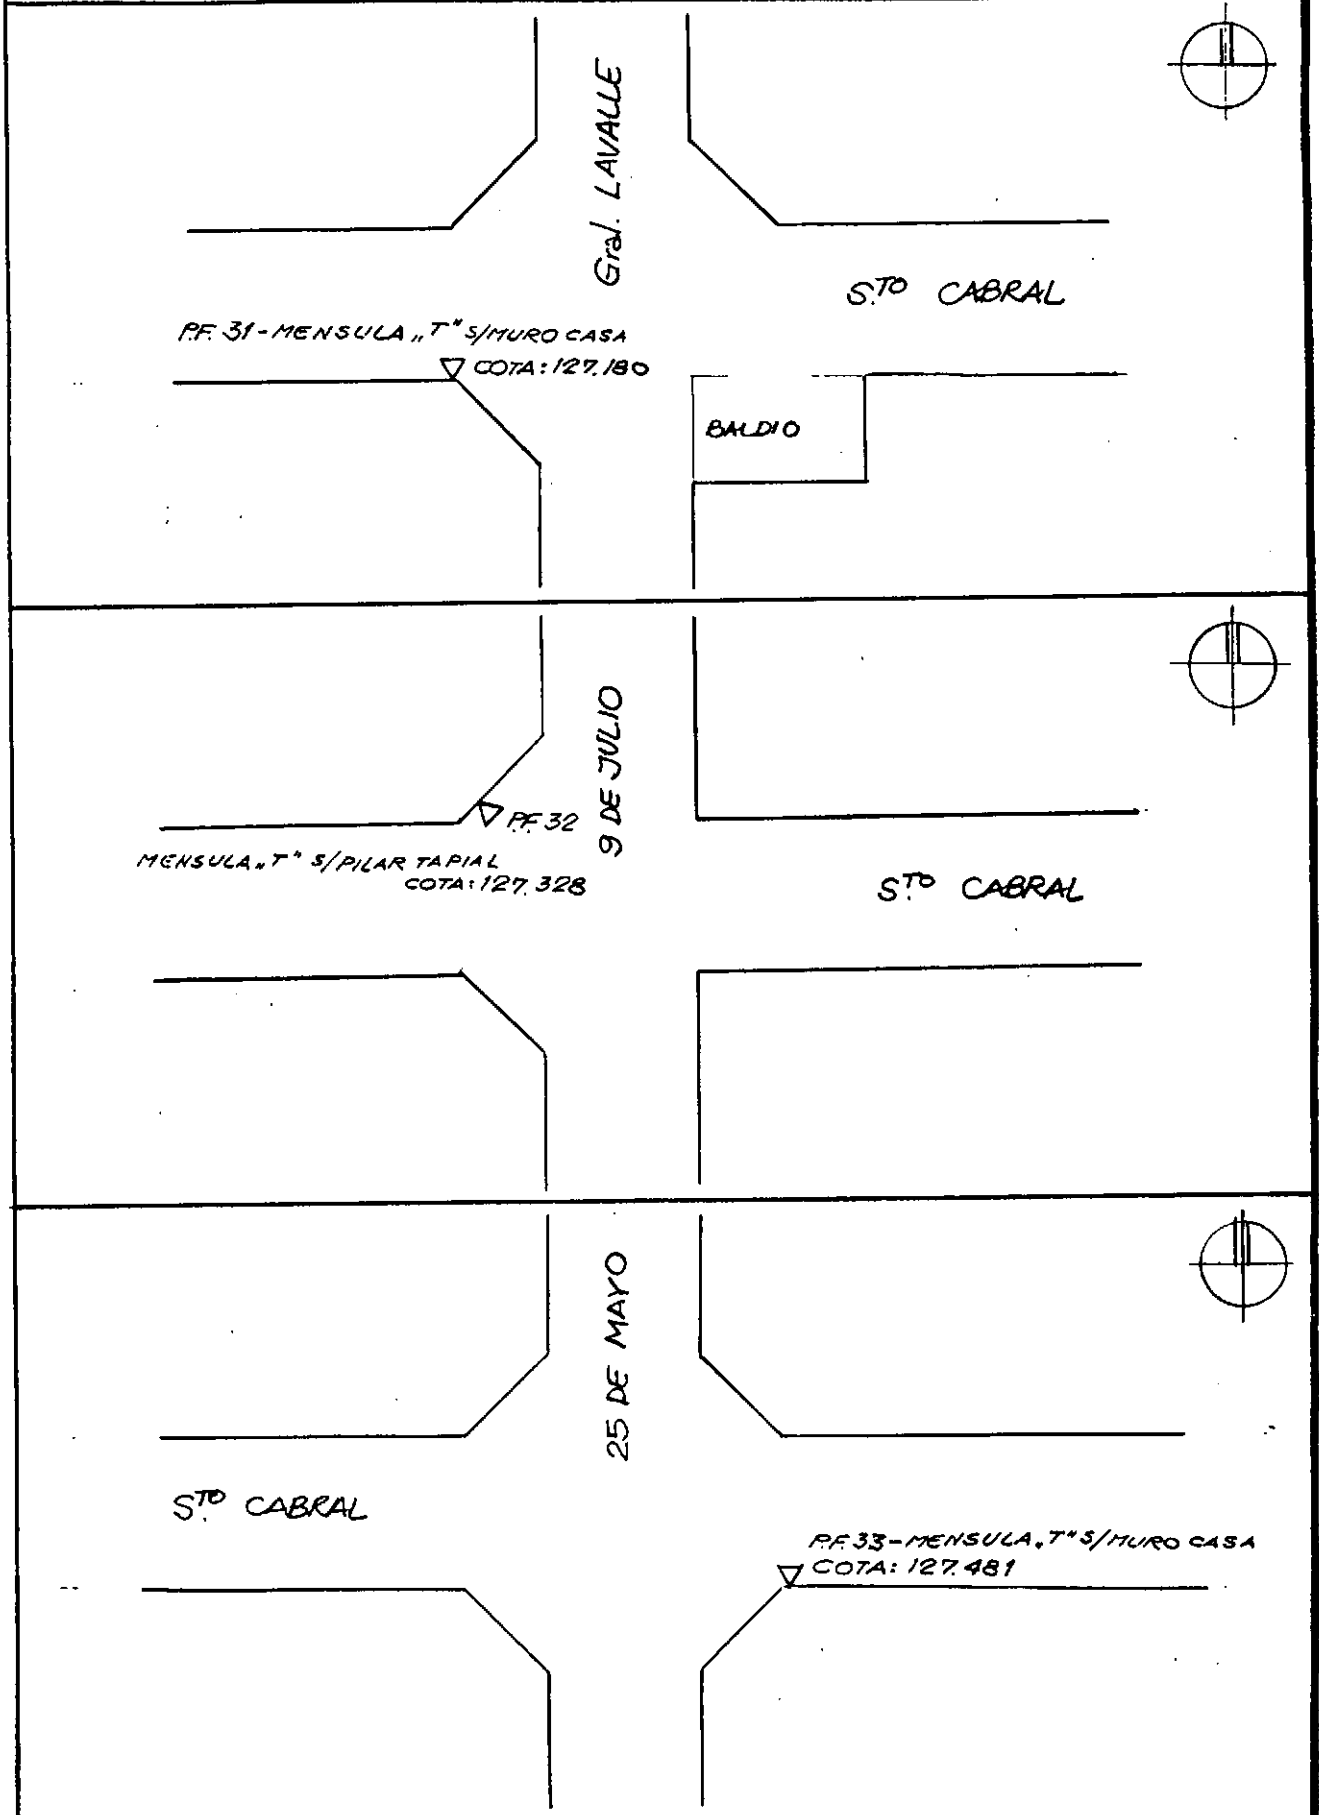 Gral. LAVALLE
S.TO CABRAL
P.F. 31-MENSULA „T" S/MURO CASA
COTA: 127.180
BALDIO
9 DE JULIO
P.F. 32
MENSULA „T" S/PILAR TAPIAL
COTA: 127.328
S.TO CABRAL
25 DE MAYO
S.TO CABRAL
P.F. 33-MENSULA „T" S/MURO CASA
COTA: 127.481